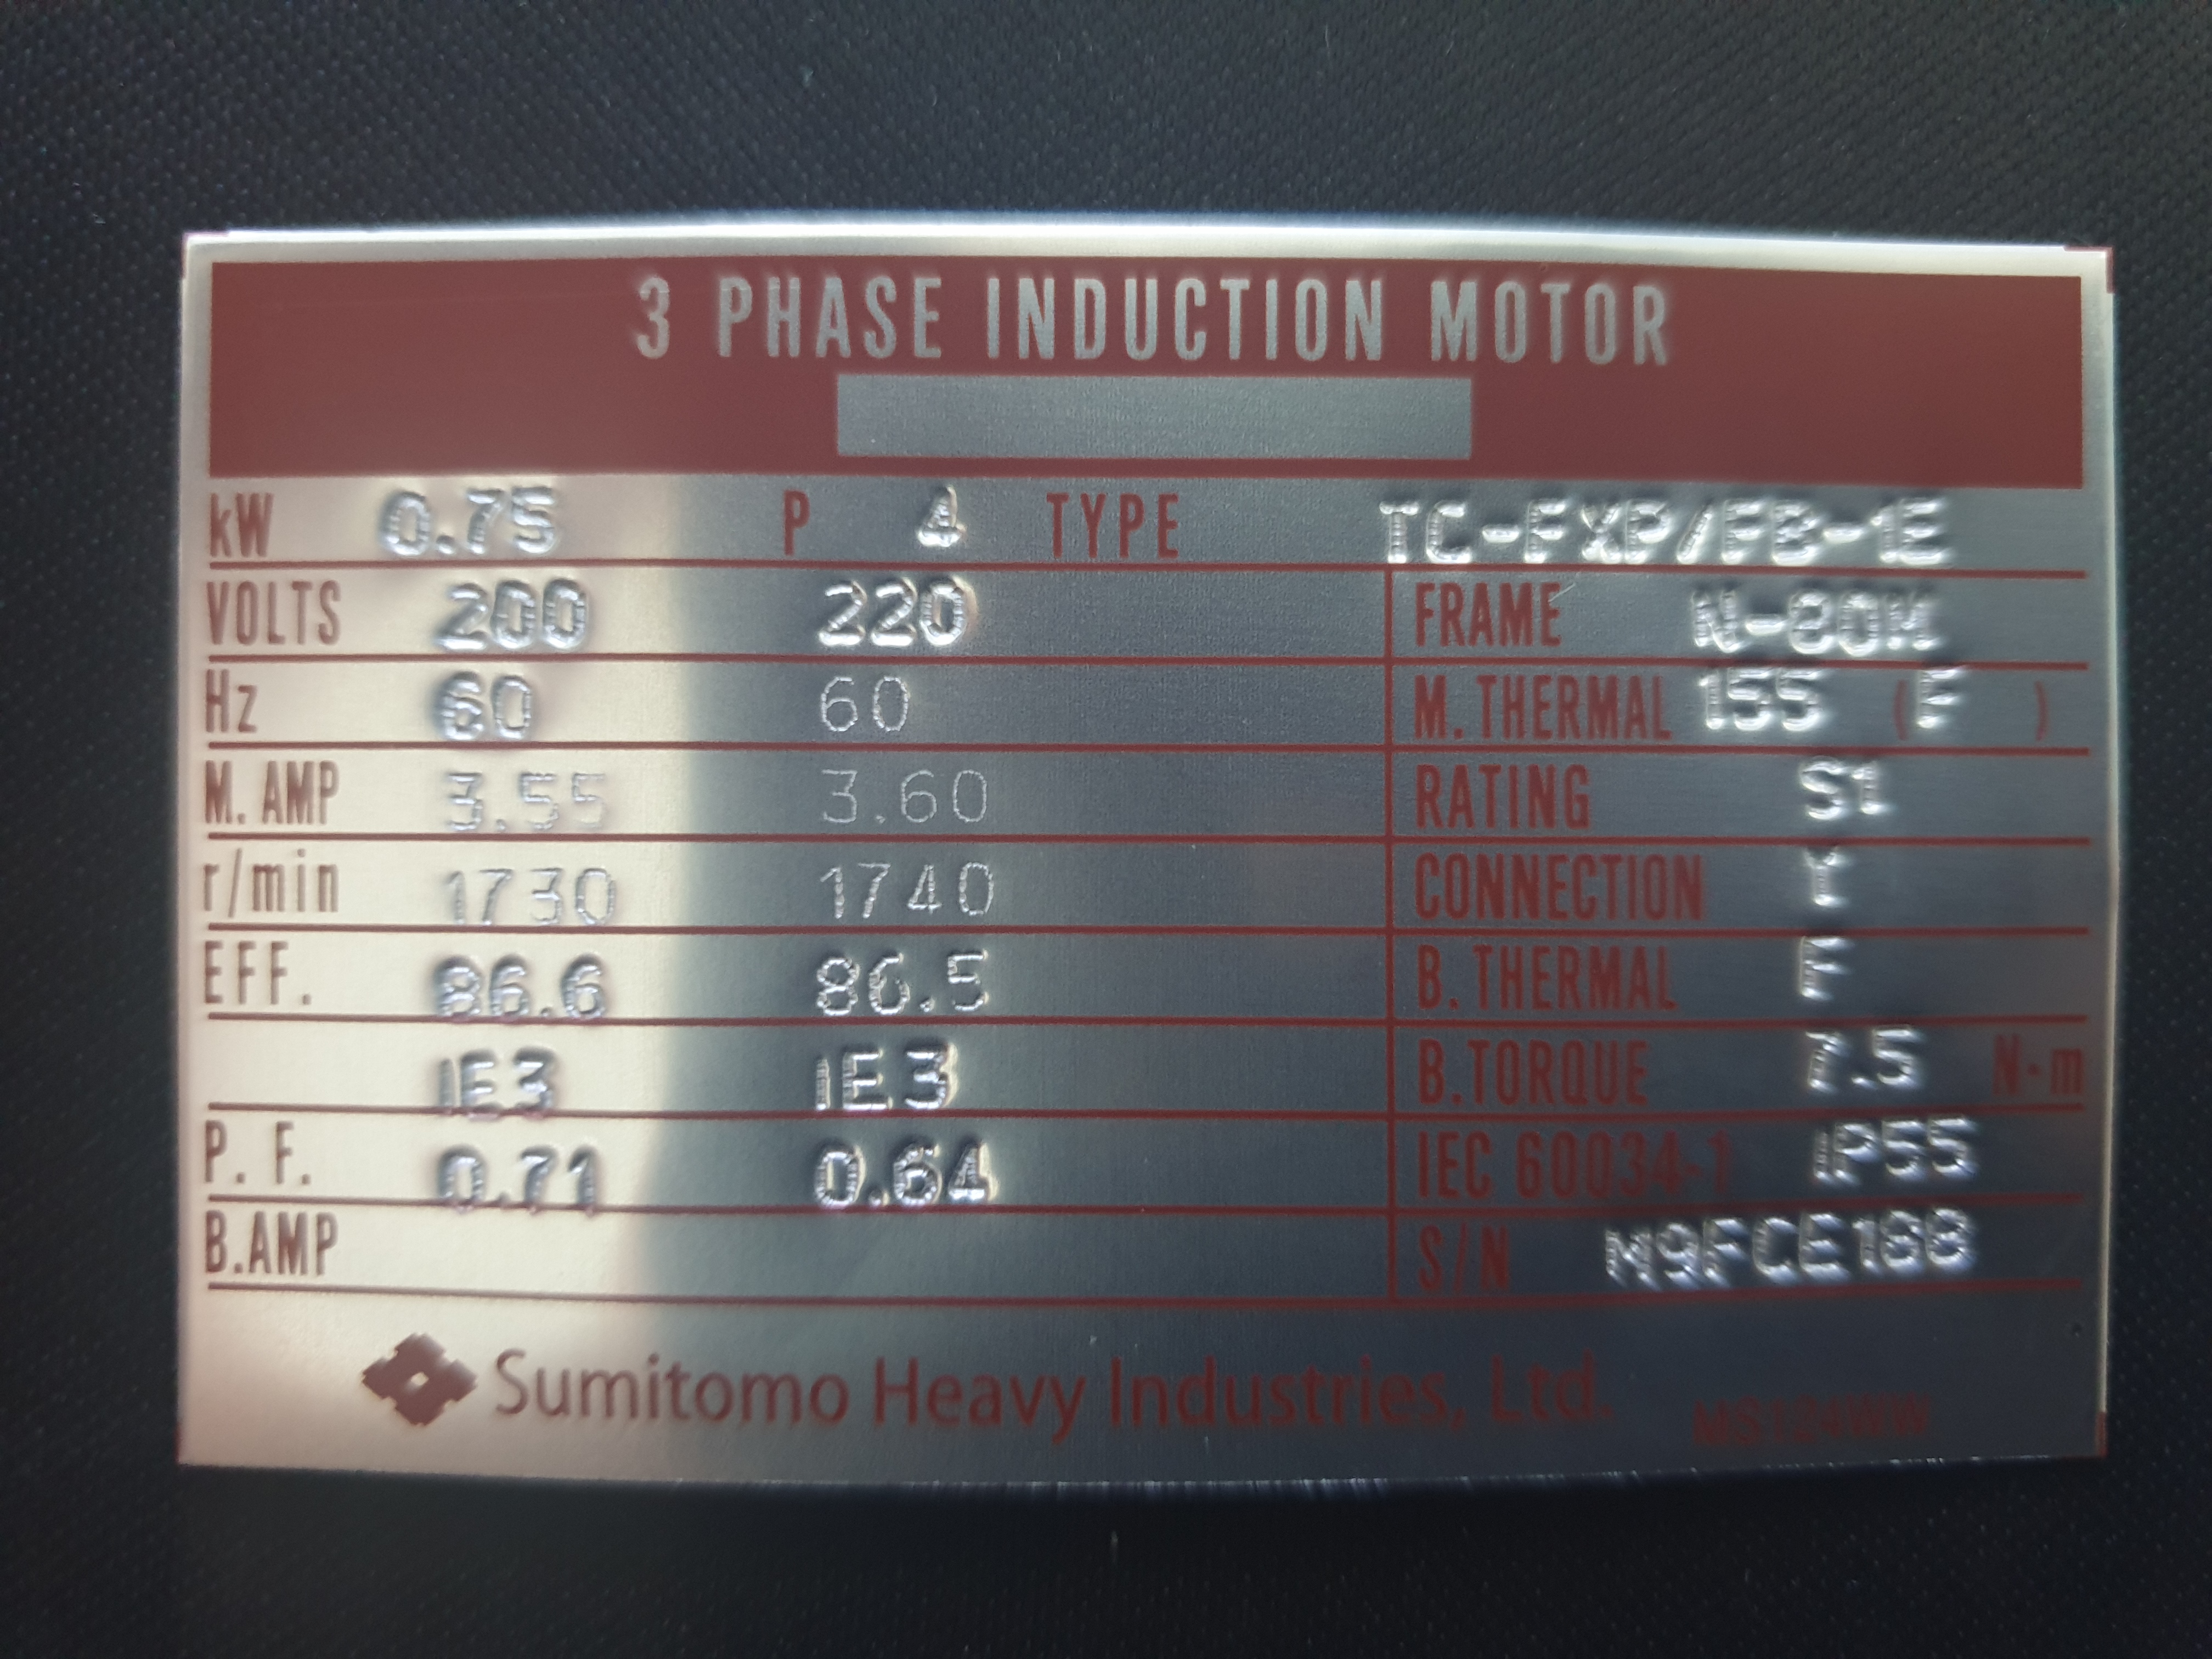 3 PHASE INDUCTION MOTOR
kW 0.75 P 4 TYPE TC-FXP/FB-1E
VOLTS 200 220 FRAME N-80M
Hz 60 60 M.THERMAL 155 (F )
M. AMP 3.55 3.60 RATING S1
r/min 1730 1740 CONNECTION Y
EFF. 86.6 86.5 B.THERMAL F
IE3 IE3 B.TORQUE 7.5 N·m
P. F. 0.71 0.64 IEC 60034-1 IP55
B.AMP S/N M9FCE188
Sumitomo Heavy Industries, Ltd. MS124WW